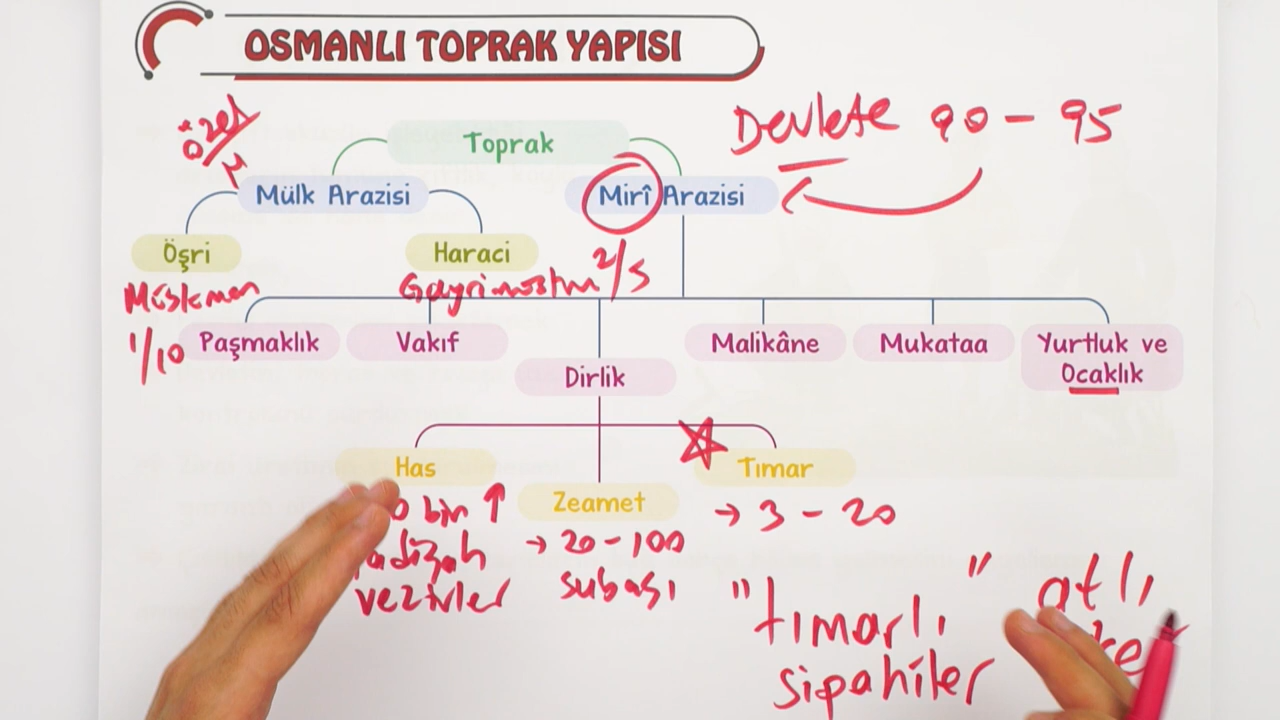 OSMANLI TOPRAK YAPISI
özel
Devlete 90 - 95
Toprak
Mülk Arazisi
Mirî Arazisi
Öşri
Haraci
Müslüman
Gayrimüslim
2/5
1/10
Paşmaklık
Vakıf
Dirlik
Malikâne
Mukataa
Yurtluk ve
Ocaklık
Has
Zeamet
Tımar
bin ↑
vezirler
→ 20-100
subaşı
→ 3 - 20
"tımarlı"
sipahiler
atlı